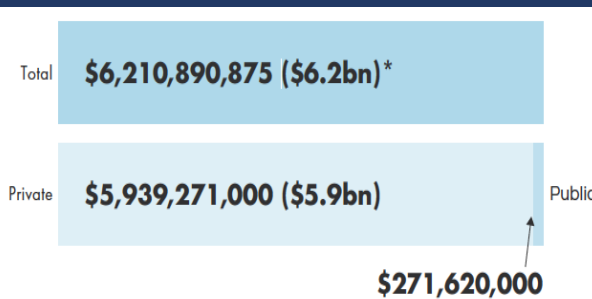 Total $6,210,890,875 ($6.2bn)*
Private $5,939,271,000 ($5.9bn) Public
$271,620,000